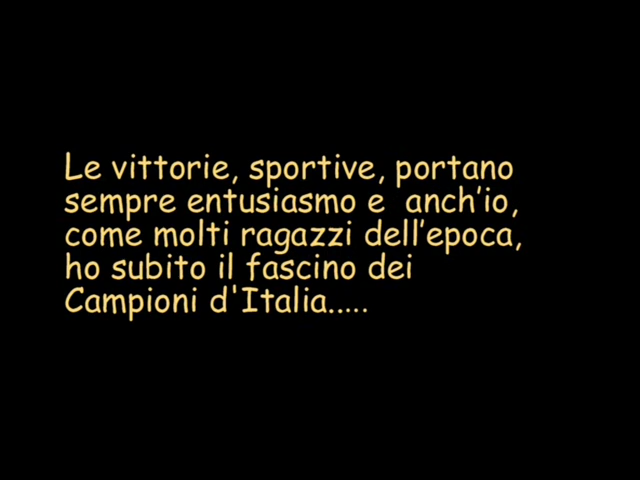 Le vittorie, sportive, portano
sempre entusiasmo e  anch'io,
come molti ragazzi dell'epoca,
ho subito il fascino dei
Campioni d'Italia.....